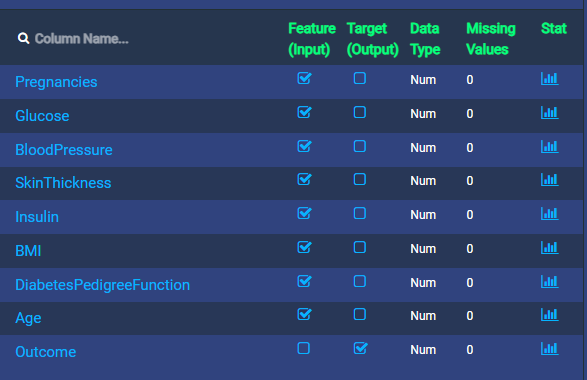 Column Name... Feature (Input) Target (Output) Data Type Missing Values Stat
Pregnancies Num 0
Glucose Num 0
BloodPressure Num 0
SkinThickness Num 0
Insulin Num 0
BMI Num 0
DiabetesPedigreeFunction Num 0
Age Num 0
Outcome Num 0